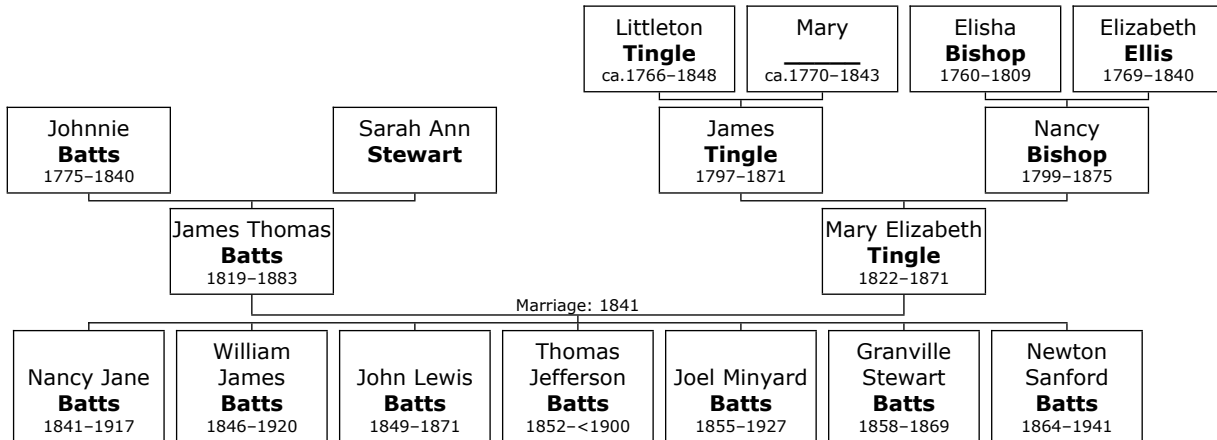 Littleton
Tingle
ca.1766–1848
Mary
________
ca.1770–1843
Elisha
Bishop
1760–1809
Elizabeth
Ellis
1769–1840
Johnnie
Batts
1775–1840
Sarah Ann
Stewart
James
Tingle
1797–1871
Nancy
Bishop
1799–1875
James Thomas
Batts
1819–1883
Mary Elizabeth
Tingle
1822–1871
Marriage: 1841
Nancy Jane
Batts
1841–1917
William
James
Batts
1846–1920
John Lewis
Batts
1849–1871
Thomas
Jefferson
Batts
1852–<1900
Joel Minyard
Batts
1855–1927
Granville
Stewart
Batts
1858–1869
Newton
Sanford
Batts
1864–1941